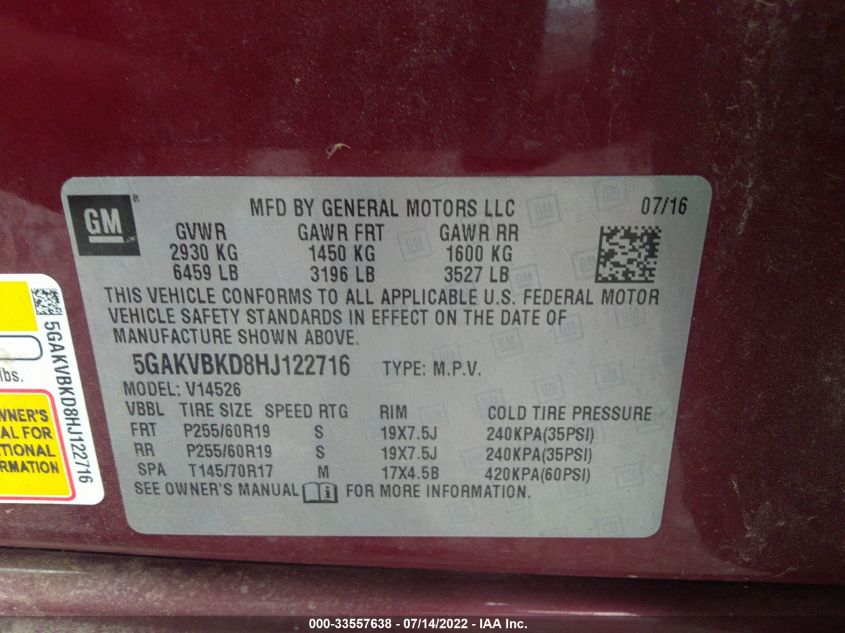 GM
MFD BY GENERAL MOTORS LLC 07/16
GVWR GAWR FRT GAWR RR
2930 KG 1450 KG 1600 KG
6459 LB 3196 LB 3527 LB
THIS VEHICLE CONFORMS TO ALL APPLICABLE U.S. FEDERAL MOTOR
VEHICLE SAFETY STANDARDS IN EFFECT ON THE DATE OF
MANUFACTURE SHOWN ABOVE.
5GAKVBKD8HJ122716 TYPE: M.P.V.
MODEL: V14526
VBBL TIRE SIZE SPEED RTG RIM COLD TIRE PRESSURE
FRT P255/60R19 S 19X7.5J 240KPA(35PSI)
RR P255/60R19 S 19X7.5J 240KPA(35PSI)
SPA T145/70R17 M 17X4.5B 420KPA(60PSI)
SEE OWNER'S MANUAL FOR MORE INFORMATION.
lbs.
OWNER'S
FOR
5GAKVBKD8HJ122716
000-33557638 - 07/14/2022 - IAA Inc.